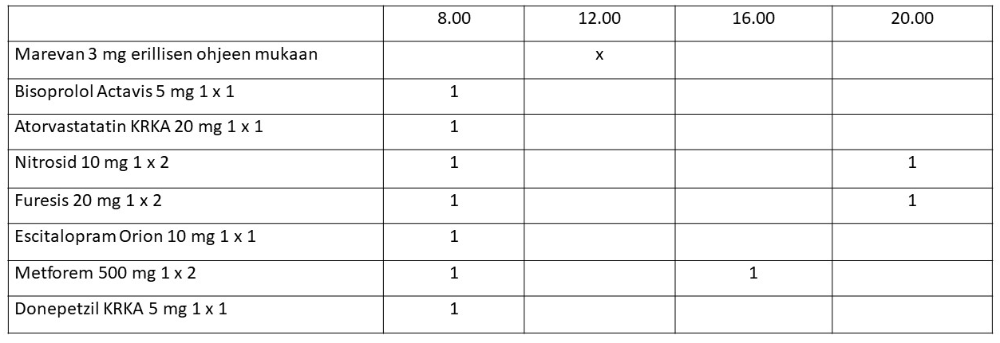 8.00 12.00 16.00 20.00
Marevan 3 mg erillisen ohjeen mukaan x
Bisoprolol Actavis 5 mg 1 x 1 1
Atorvastatatin KRKA 20 mg 1 x 1 1
Nitrosid 10 mg 1 x 2 1 1
Furesis 20 mg 1 x 2 1 1
Escitalopram Orion 10 mg 1 x 1 1
Metforem 500 mg 1 x 2 1 1
Donepetzil KRKA 5 mg 1 x 1 1